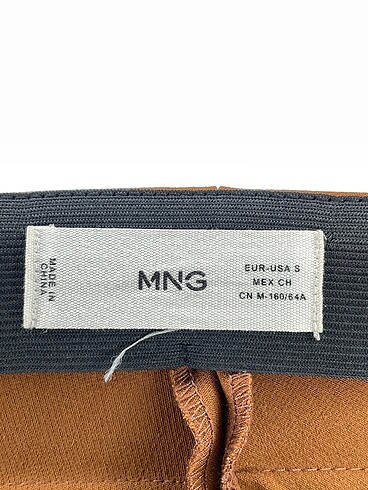 MADE IN
CHINA
MNG
EUR-USA S
MEX CH
CN M-160/64A